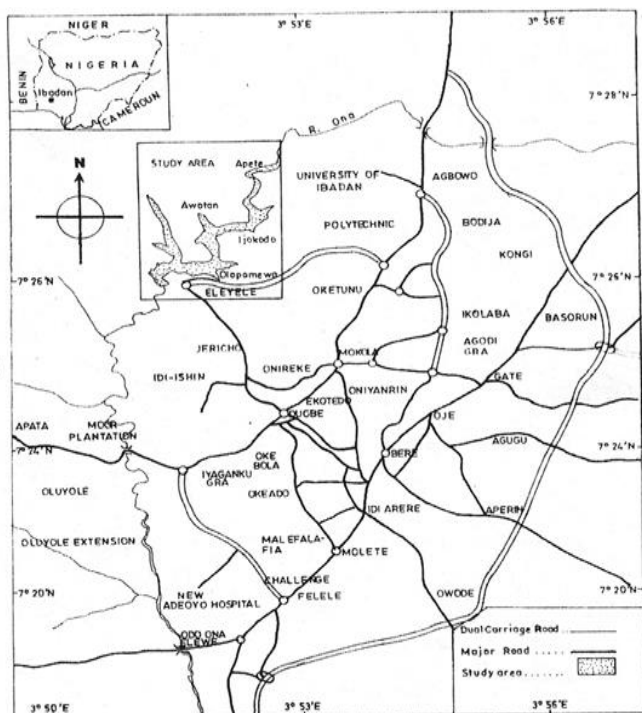 3° 53'
3° 56'
NIGER
NIGERIA
BENIN
Ibadan
CAMEROUN
7° 28'
R. Ona
N
STUDY AREA
Apete
UNIVERSITY OF
IBADAN
AGBOWO
Awotan
POLYTECHNIC
BODIJA
Ijokodo
KONGI
Olopomewa
7° 26'
7° 26'N
ELEYELE
OKETUNU
IKOLABA
BASORUN
JERICHO
MOKOLA
AGODI
GRA
ONIREKE
IDI-ISHIN
ONIYANRIN
GATE
EKOTEDO
DUGBE
OJE
APATA
MOOR
PLANTATION
7° 24'N
OKE
BOLA
BERE
AGUGU
7° 24'N
IYAGANKU
GRA
OLUYOLE
OKEADO
IDI ARERE
APERIN
OLUYOLE EXTENSION
MALEFALA-
FIA
MOLETE
7° 20'N
NEW
ADEOYO HOSPITAL
CHALLENGE
FELELE
OWODE
7° 20'N
ODO ONA
ELEWE
Dual Carriage Road
Major Road .....
Study area .......
3° 50'E
3° 53'E
3° 56'E